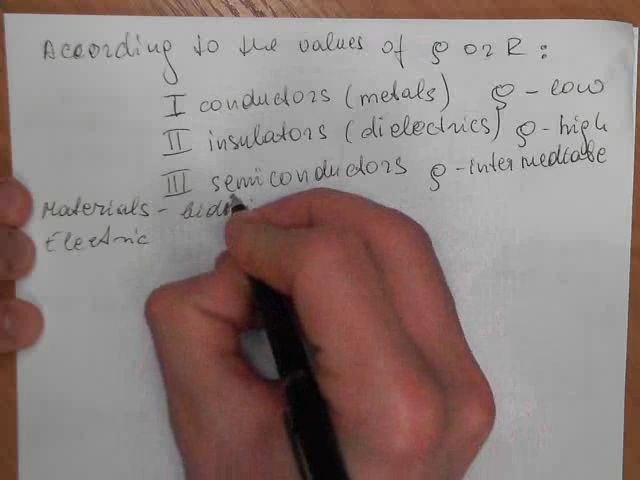 According to the values of ρ or R:
I conductors (metals) ρ - low
II insulators (dielectrics) ρ - high
III semiconductors ρ - intermediate
Materials -
Electric